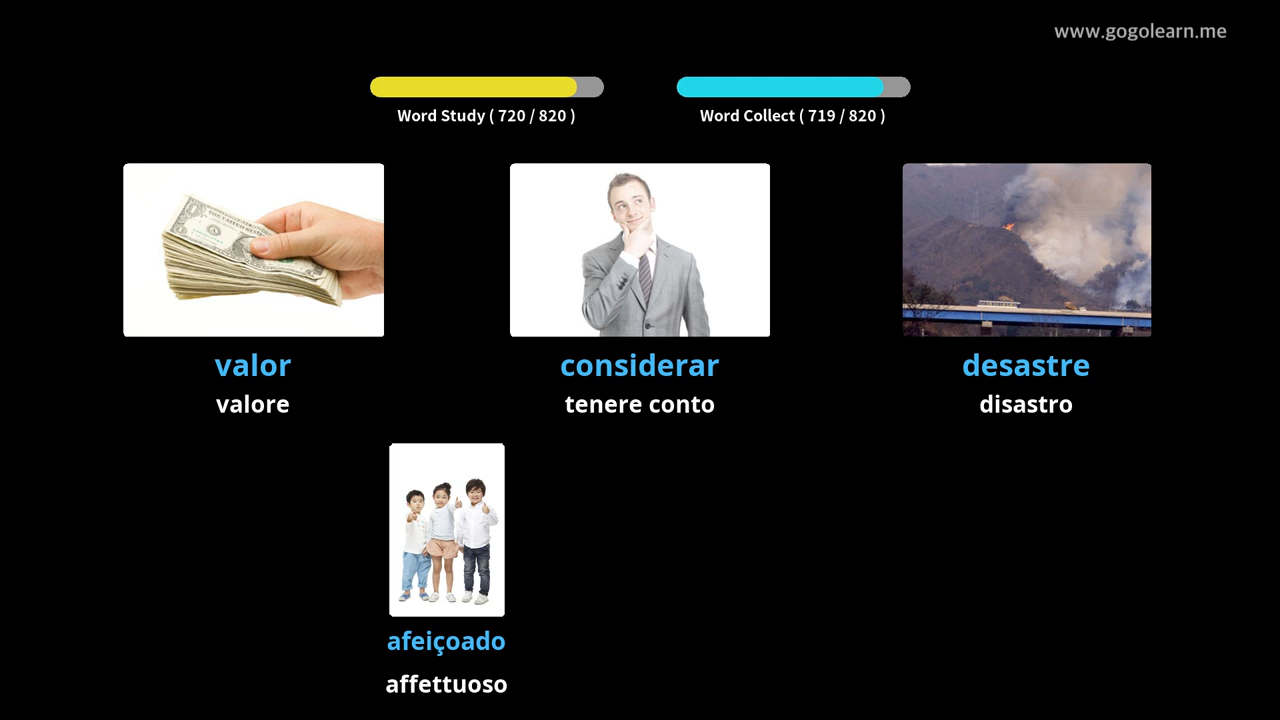 www.gogolearn.me
Word Study ( 720 / 820 )
Word Collect ( 719 / 820 )
valor
valore
considerar
tenere conto
desastre
disastro
afeiçoado
affettuoso